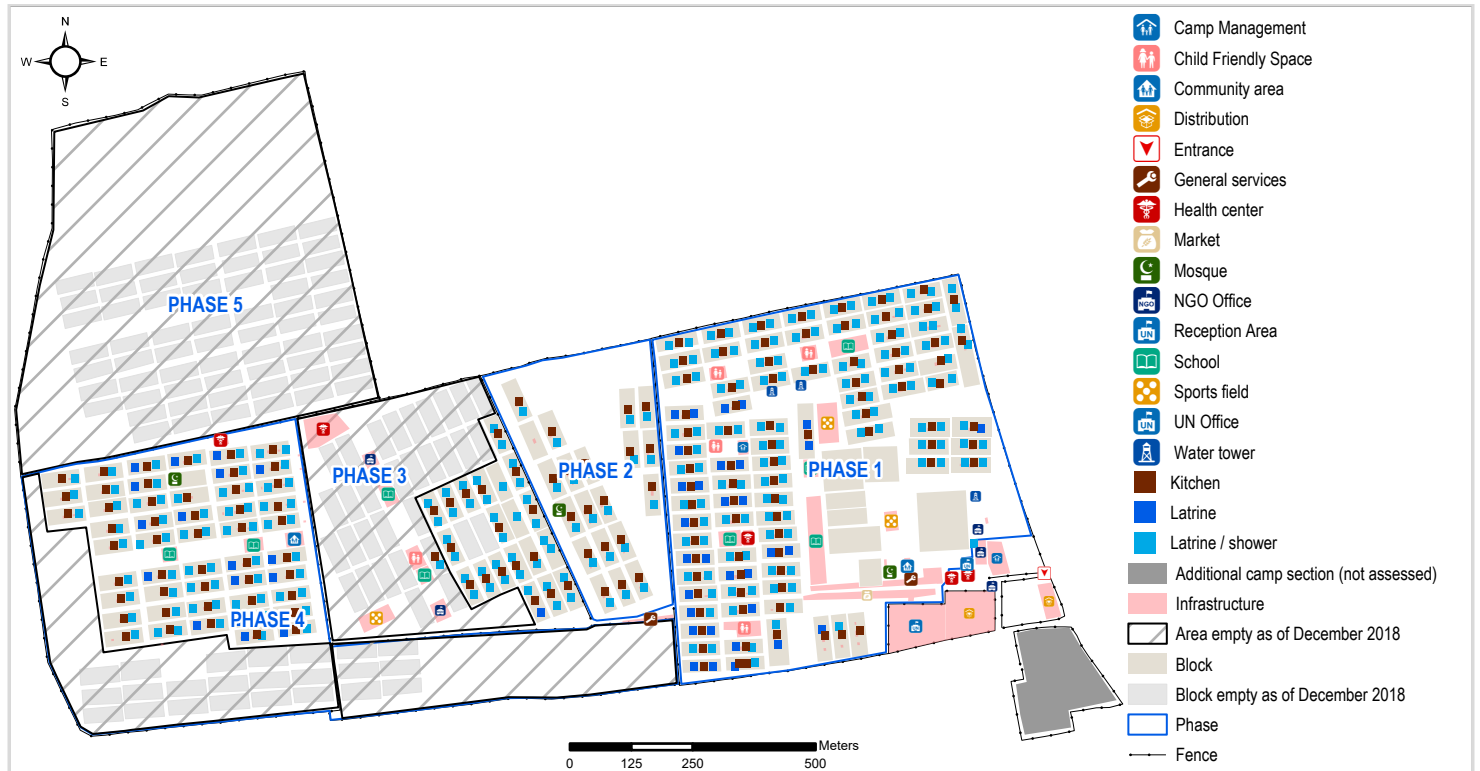 N
W
E
S
PHASE 5
PHASE 3
PHASE 2
PHASE 1
PHASE 4
Meters
0
125
250
500
Camp Management
Child Friendly Space
Community area
Distribution
Entrance
General services
Health center
Market
Mosque
NGO
NGO Office
UN
Reception Area
School
Sports field
UN
UN Office
Water tower
Kitchen
Latrine
Latrine / shower
Additional camp section (not assessed)
Infrastructure
Area empty as of December 2018
Block
Block empty as of December 2018
Phase
Fence